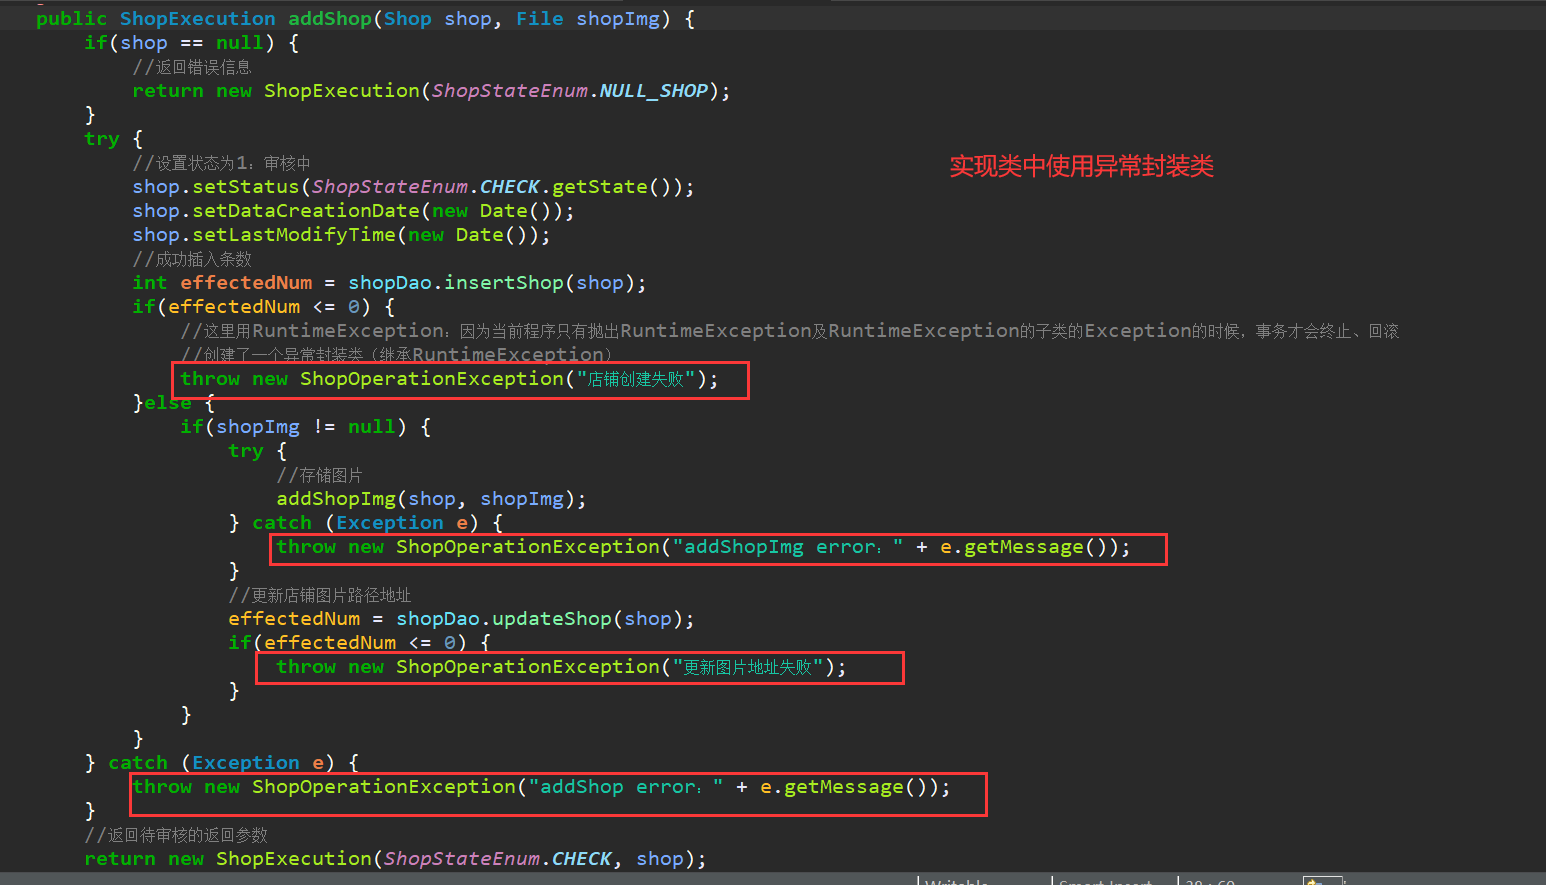 public ShopExecution addShop(Shop shop, File shopImg) {
if(shop == null) {
//返回错误信息
return new ShopExecution(ShopStateEnum.NULL_SHOP);
}
try {
//设置状态为1：审核中
实现类中使用异常封装类
shop.setStatus(ShopStateEnum.CHECK.getState());
shop.setDataCreationDate(new Date());
shop.setLastModifyTime(new Date());
//成功插入条数
int effectedNum = shopDao.insertShop(shop);
if(effectedNum <= 0) {
//这里用RuntimeException：因为当前程序只有抛出RuntimeException及RuntimeException的子类的Exception的时候，事务才会终止、回滚
//创建了一个异常封装类（继承RuntimeException）
throw new ShopOperationException("店铺创建失败");
}else {
if(shopImg != null) {
try {
//存储图片
addShopImg(shop, shopImg);
} catch (Exception e) {
throw new ShopOperationException("addShopImg error：" + e.getMessage());
}
//更新店铺图片路径地址
effectedNum = shopDao.updateShop(shop);
if(effectedNum <= 0) {
throw new ShopOperationException("更新图片地址失败");
}
}
}
} catch (Exception e) {
throw new ShopOperationException("addShop error：" + e.getMessage());
}
//返回待审核的返回参数
return new ShopExecution(ShopStateEnum.CHECK, shop);
Writable Smart Insert